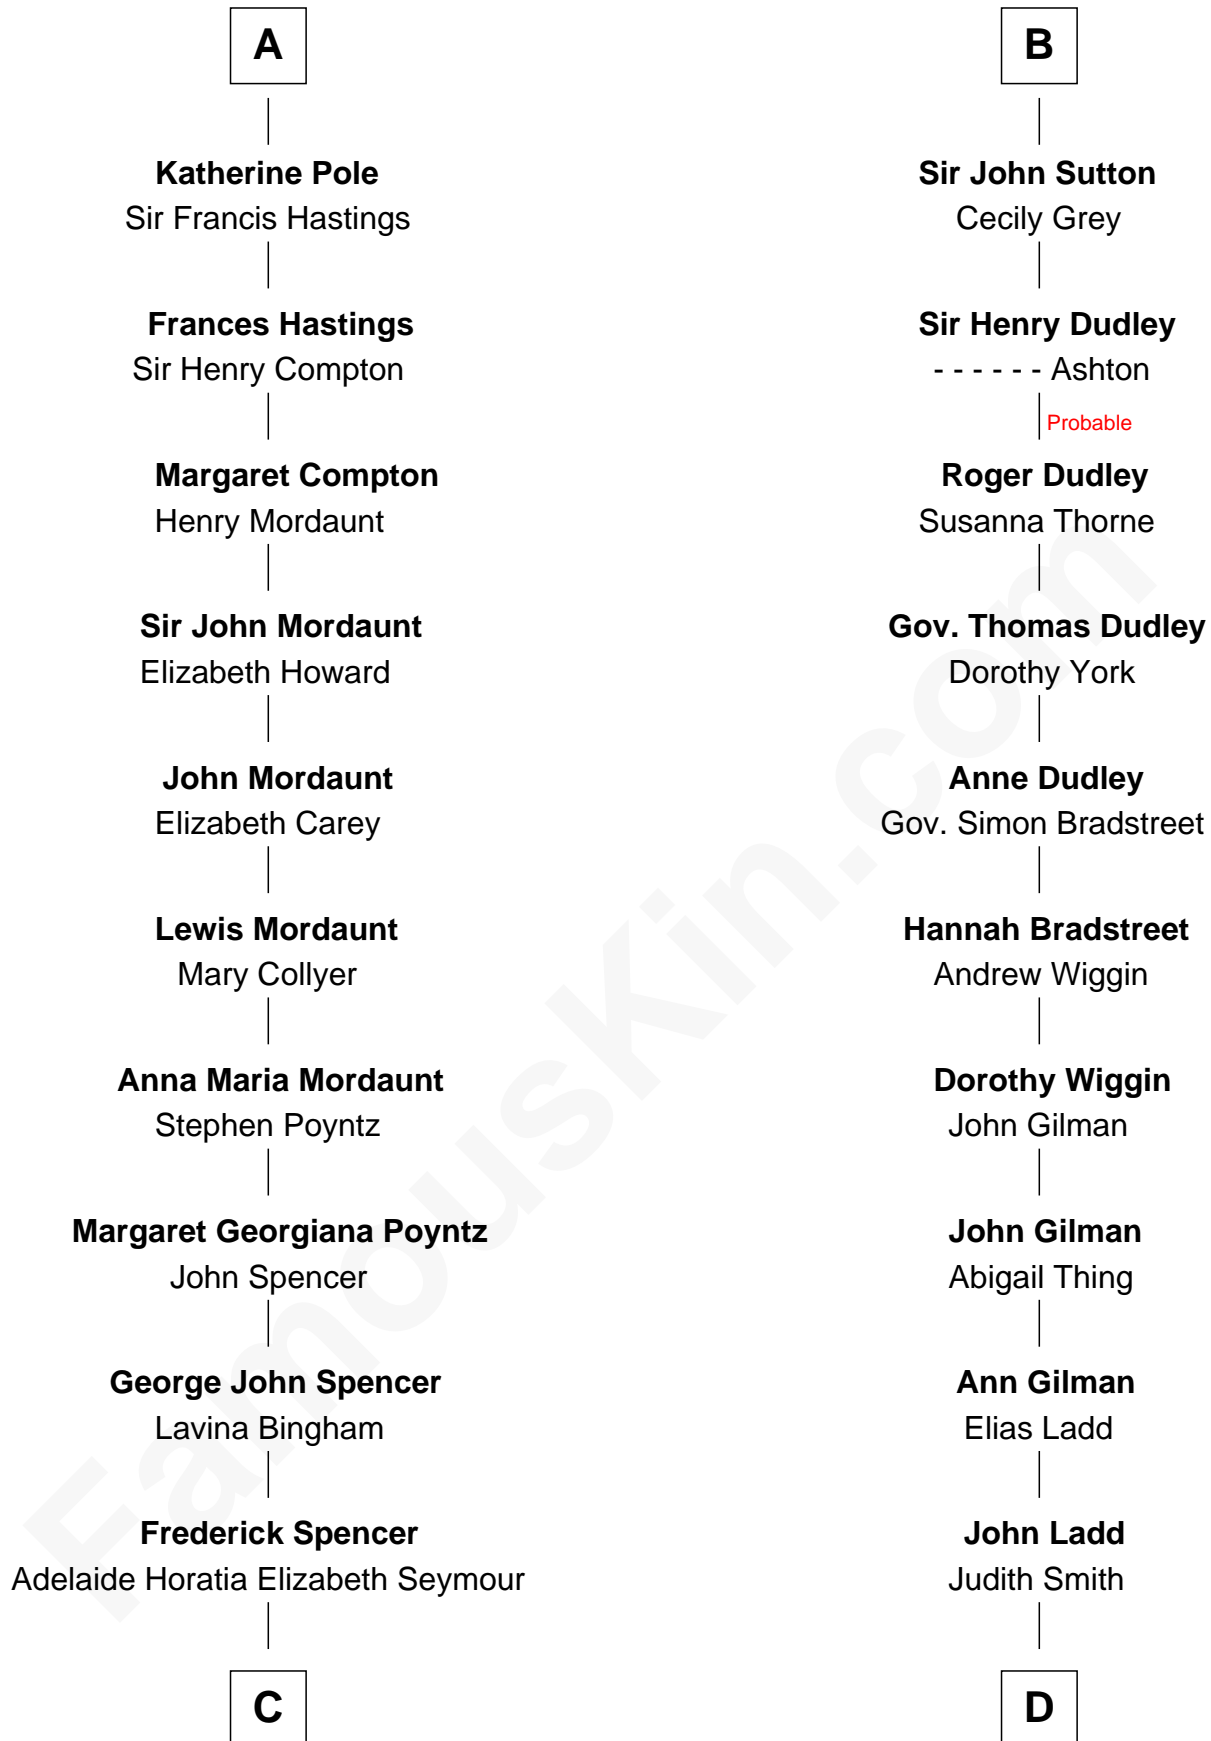 A
Katherine Pole
Sir Francis Hastings
Frances Hastings
Sir Henry Compton
Margaret Compton
Henry Mordaunt
Sir John Mordaunt
Elizabeth Howard
John Mordaunt
Elizabeth Carey
Lewis Mordaunt
Mary Collyer
Anna Maria Mordaunt
Stephen Poyntz
Margaret Georgiana Poyntz
John Spencer
George John Spencer
Lavina Bingham
Frederick Spencer
Adelaide Horatia Elizabeth Seymour
C
B
Sir John Sutton
Cecily Grey
Sir Henry Dudley
- - - - - - Ashton
Probable
Roger Dudley
Susanna Thorne
Gov. Thomas Dudley
Dorothy York
Anne Dudley
Gov. Simon Bradstreet
Hannah Bradstreet
Andrew Wiggin
Dorothy Wiggin
John Gilman
John Gilman
Abigail Thing
Ann Gilman
Elias Ladd
John Ladd
Judith Smith
D
FamousKin.com